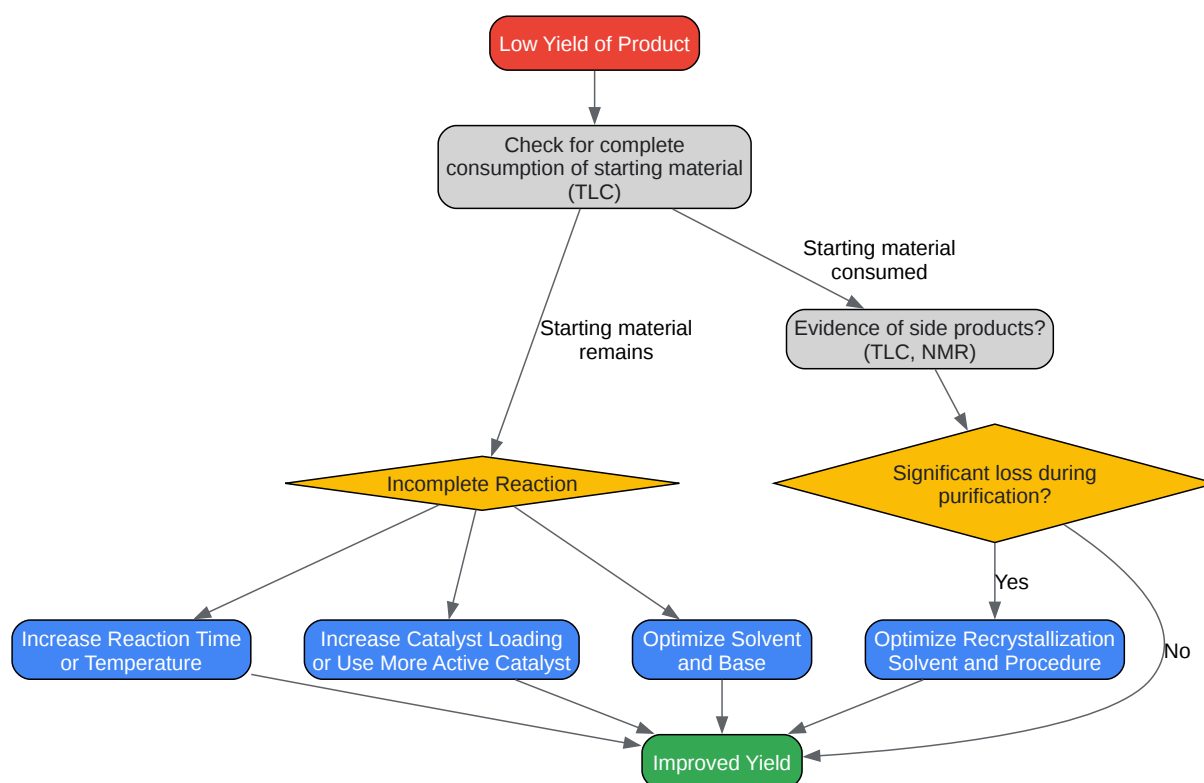 Low Yield of Product
Check for complete
consumption of starting material
(TLC)
Starting material
consumed
Starting material
remains
Evidence of side products?
(TLC, NMR)
Incomplete Reaction
Significant loss during
purification?
Yes
No
Increase Reaction Time
or Temperature
Increase Catalyst Loading
or Use More Active Catalyst
Optimize Solvent
and Base
Optimize Recrystallization
Solvent and Procedure
Improved Yield